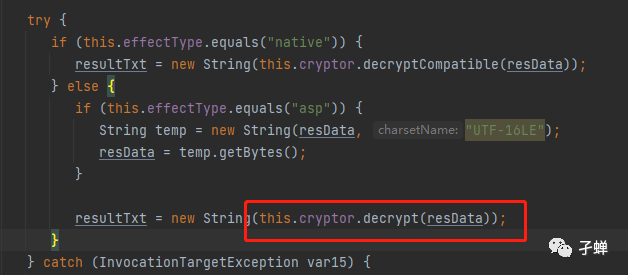 try {
if (this.effectType.equals("native")) {
resultTxt = new String(this.cryptor.decryptCompatible(resData));
} else {
if (this.effectType.equals("asp")) {
String temp = new String(resData, charsetName: "UTF-16LE");
resData = temp.getBytes();
}
resultTxt = new String(this.cryptor.decrypt(resData));
}
} catch (InvocationTargetException var15) {
孑蝉